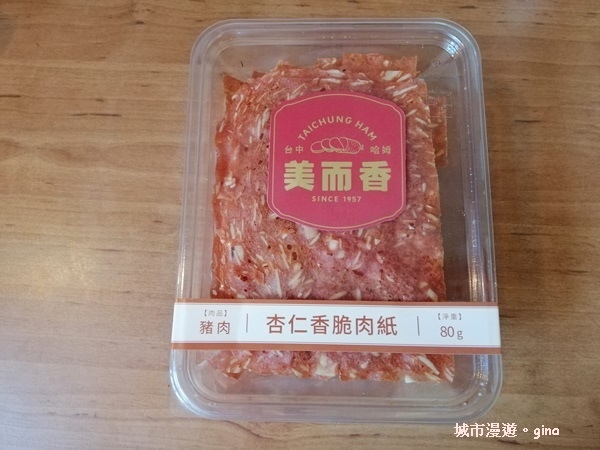 TAICHUNG HAM
台中 哈姆
美而香
SINCE 1957
【肉品】
豬肉
杏仁香脆肉紙
【淨重】
80g
城市漫遊。gina